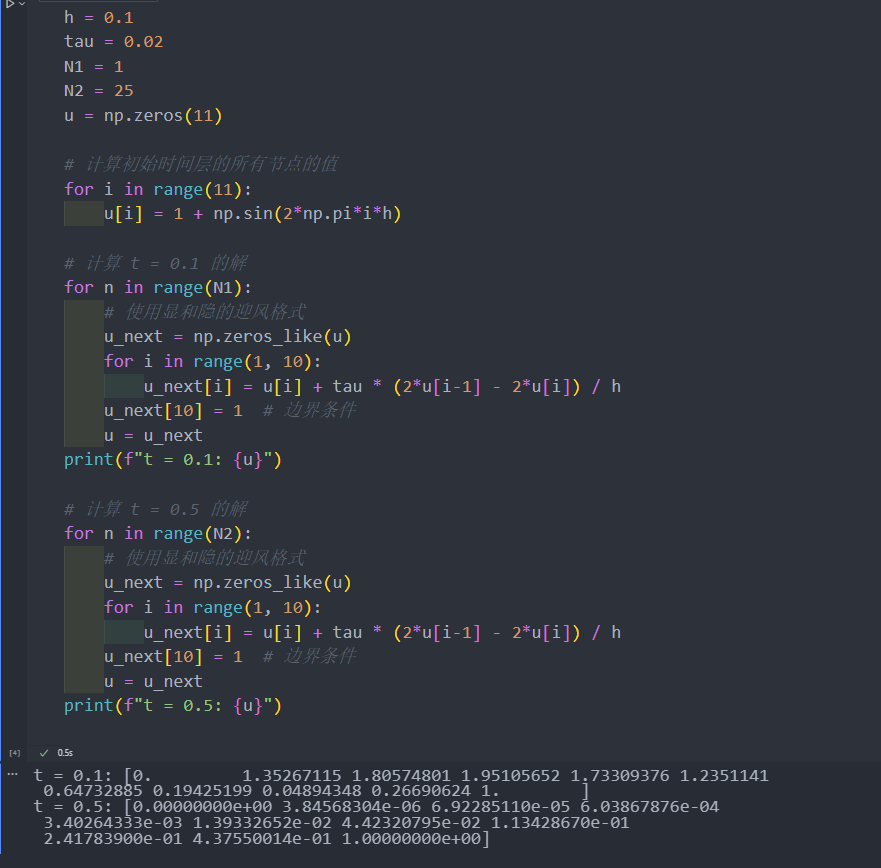 h = 0.1
tau = 0.02
N1 = 1
N2 = 25
u = np.zeros(11)
# 计算初始时间层的所有节点的值
for i in range(11):
    u[i] = 1 + np.sin(2*np.pi*i*h)
# 计算 t = 0.1 的解
for n in range(N1):
    # 使用显和隐的迎风格式
    u_next = np.zeros_like(u)
    for i in range(1, 10):
        u_next[i] = u[i] + tau * (2*u[i-1] - 2*u[i]) / h
    u_next[10] = 1  # 边界条件
    u = u_next
print(f"t = 0.1: {u}")
# 计算 t = 0.5 的解
for n in range(N2):
    # 使用显和隐的迎风格式
    u_next = np.zeros_like(u)
    for i in range(1, 10):
        u_next[i] = u[i] + tau * (2*u[i-1] - 2*u[i]) / h
    u_next[10] = 1  # 边界条件
    u = u_next
print(f"t = 0.5: {u}")
[4] ✓ 0.5s
... t = 0.1: [0.         1.35267115 1.80574801 1.95105652 1.73309376 1.2351141
 0.64732885 0.19425199 0.04894348 0.26690624 1.        ]
t = 0.5: [0.00000000e+00 3.84568304e-06 6.92285110e-05 6.03867876e-04
 3.40264333e-03 1.39332652e-02 4.42320795e-02 1.13428670e-01
 2.41783900e-01 4.37550014e-01 1.00000000e+00]